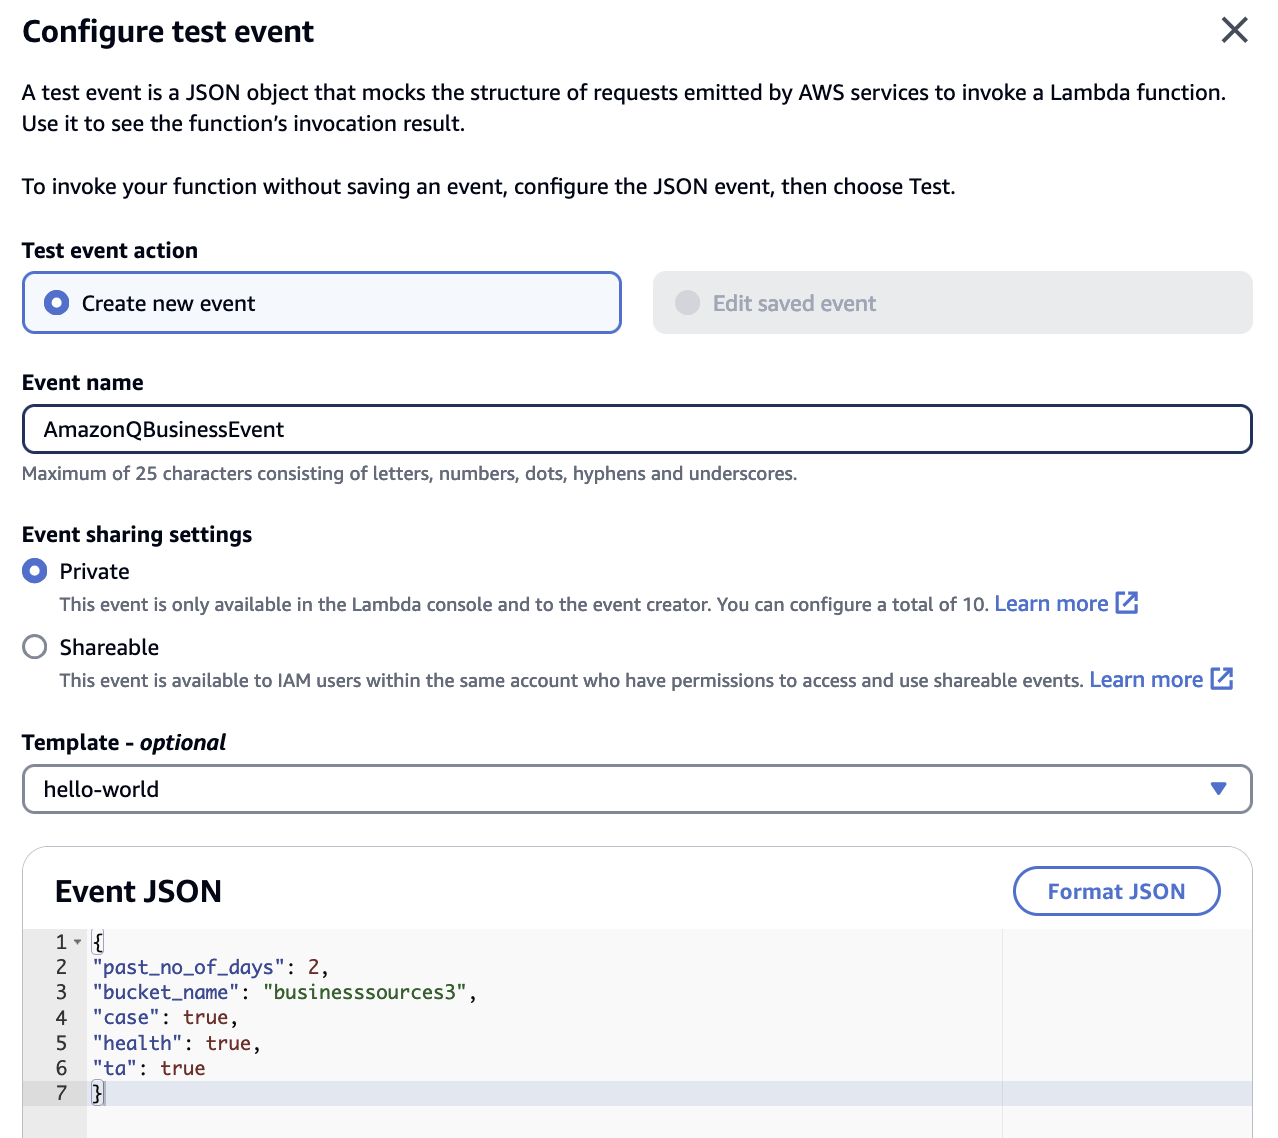 Configure test event
A test event is a JSON object that mocks the structure of requests emitted by AWS services to invoke a Lambda function.
Use it to see the function’s invocation result.
To invoke your function without saving an event, configure the JSON event, then choose Test.
Test event action
Create new event
Edit saved event
Event name
AmazonQBusinessEvent
Maximum of 25 characters consisting of letters, numbers, dots, hyphens and underscores.
Event sharing settings
Private
This event is only available in the Lambda console and to the event creator. You can configure a total of 10. Learn more
Shareable
This event is available to IAM users within the same account who have permissions to access and use shareable events. Learn more
Template - optional
hello-world
Event JSON
Format JSON
1 {
2 "past_no_of_days": 2,
3 "bucket_name": "businesssources3",
4 "case": true,
5 "health": true,
6 "ta": true
7 }